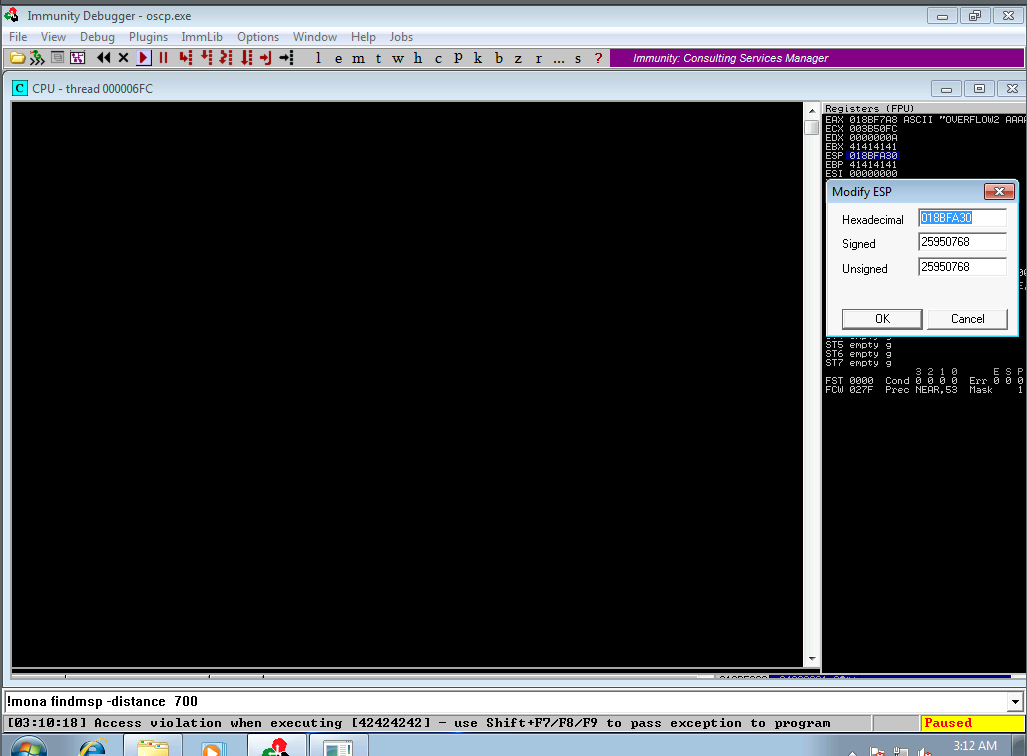 Immunity Debugger - oscp.exe
File View Debug Plugins ImmLib Options Window Help Jobs
l e m t w h c P k b z r ... s ? Immunity: Consulting Services Manager
C CPU - thread 000006FC
Registers (FPU)
EAX 018BF7A8 ASCII "OVERFLOW2 AAAA
ECX 003B50FC
EDX 0000000A
EBX 41414141
ESP 018BFA30
EBP 41414141
ESI 00000000
Modify ESP
Hexadecimal 018BFA30
Signed 25950768
Unsigned 25950768
OK Cancel
ST5 empty g
ST6 empty g
ST7 empty g
3 2 1 0 E S P
FST 0000 Cond 0 0 0 0 Err 0 0 0
FCW 027F Prec NEAR,53 Mask 1
!mona findmsp -distance 700
[03:10:18] Access violation when executing [42424242] - use Shift+F7/F8/F9 to pass exception to program
Paused
3:12 AM